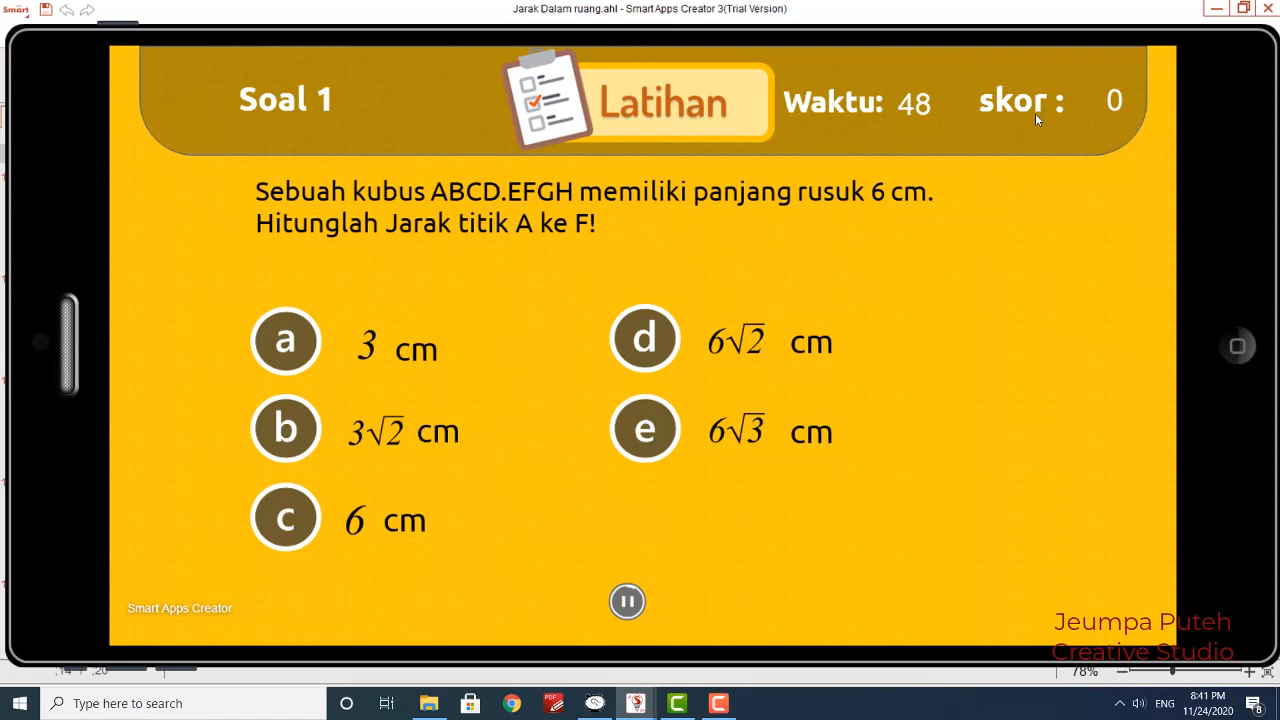 Smart
Jarak Dalam ruang.ahl - SmartApps Creator 3(Trial Version)
Soal 1
Latihan
Waktu: 48
skor : 0
Sebuah kubus ABCD.EFGH memiliki panjang rusuk 6 cm.
Hitunglah Jarak titik A ke F!
a 3 cm
b 3√2 cm
c 6 cm
d 6√2 cm
e 6√3 cm
Smart Apps Creator
Jeumpa Puteh
Creative Studio
78%
Type here to search
ENG
8:41 PM
11/24/2020
8